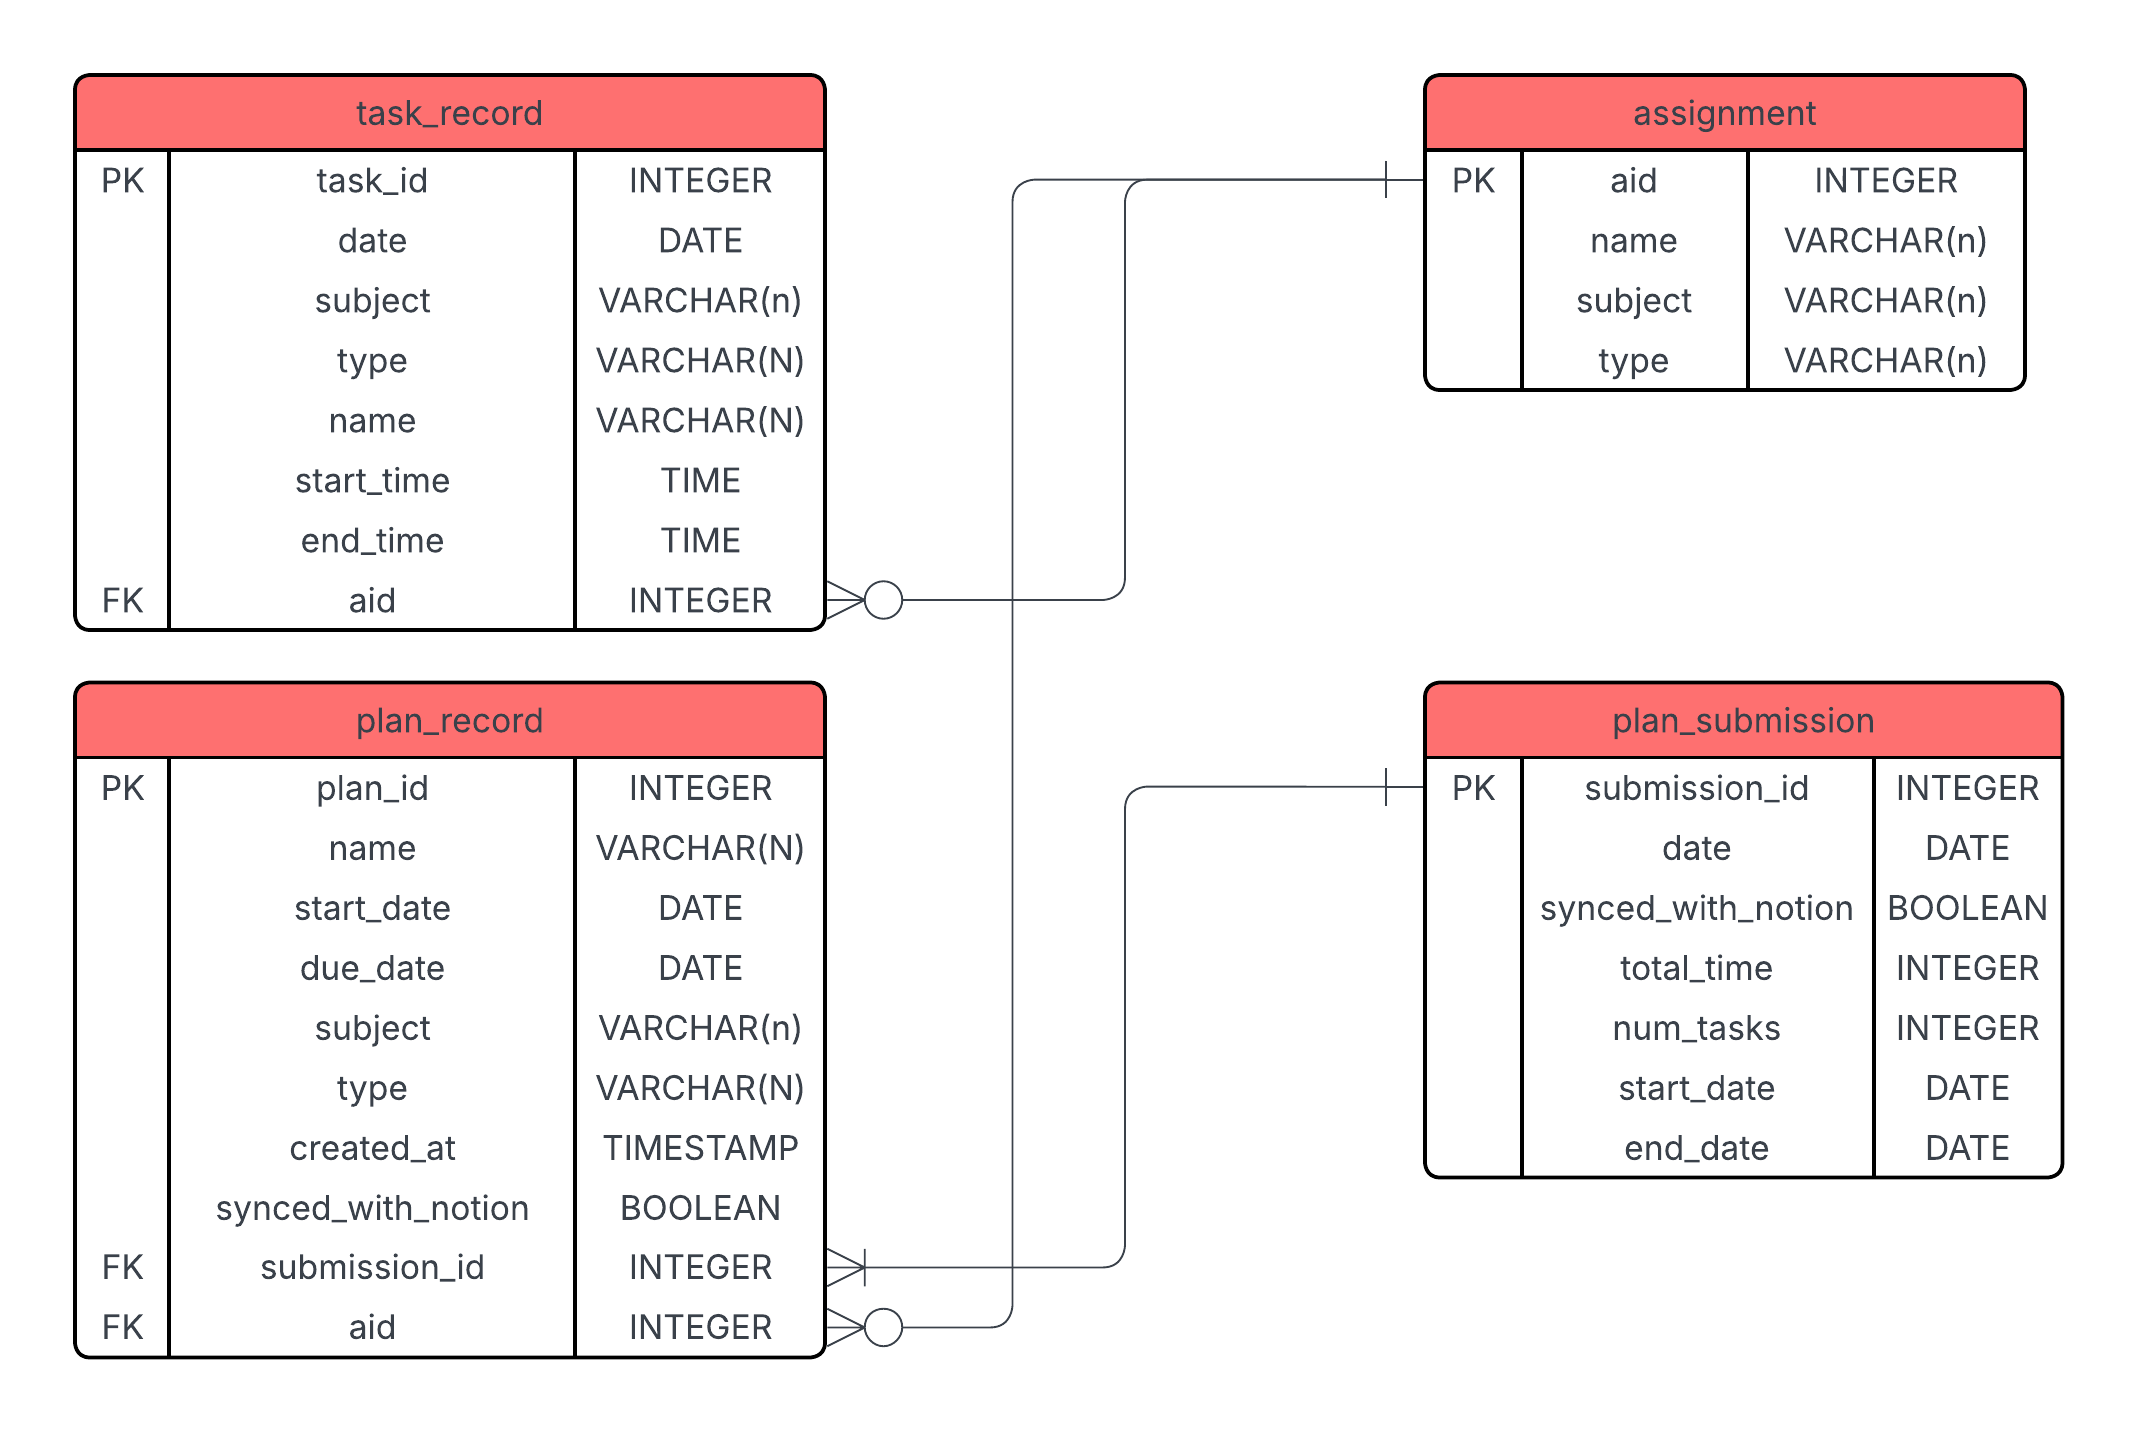 task_record
PK task_id INTEGER
date DATE
subject VARCHAR(n)
type VARCHAR(N)
name VARCHAR(N)
start_time TIME
end_time TIME
FK aid INTEGER
assignment
PK aid INTEGER
name VARCHAR(n)
subject VARCHAR(n)
type VARCHAR(n)
plan_record
PK plan_id INTEGER
name VARCHAR(N)
start_date DATE
due_date DATE
subject VARCHAR(n)
type VARCHAR(N)
created_at TIMESTAMP
synced_with_notion BOOLEAN
FK submission_id INTEGER
FK aid INTEGER
plan_submission
PK submission_id INTEGER
date DATE
synced_with_notion BOOLEAN
total_time INTEGER
num_tasks INTEGER
start_date DATE
end_date DATE